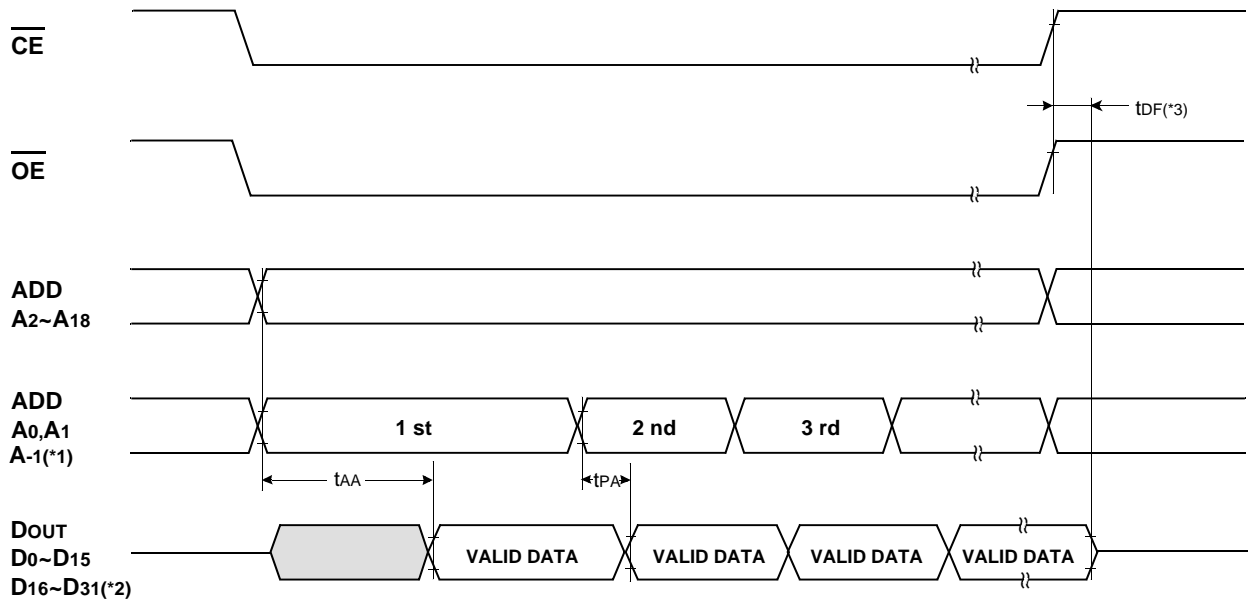 CE
tDF(*3)
OE
ADD
A2~A18
ADD
A0,A1
A-1(*1)
1 st
2 nd
3 rd
tAA
tPA
DOUT
D0~D15
D16~D31(*2)
VALID DATA
VALID DATA
VALID DATA
VALID DATA